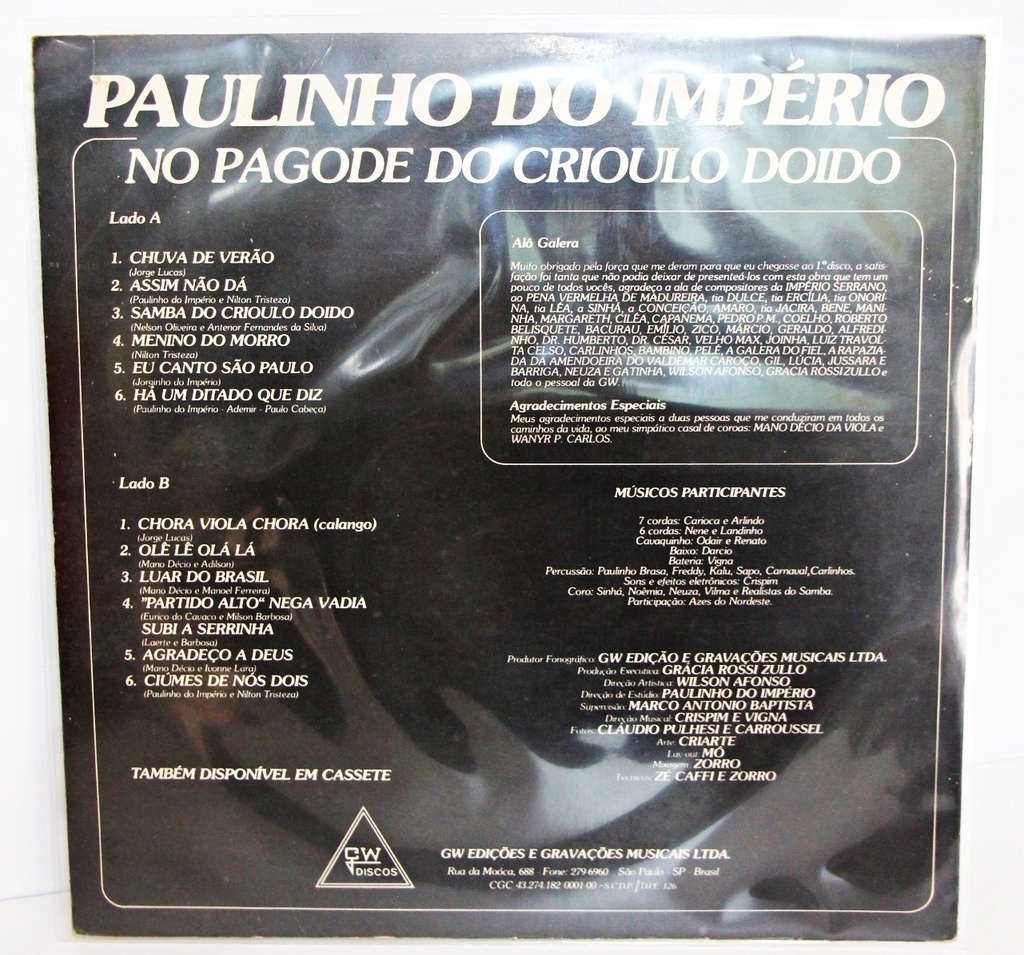 PAULINHO DO IMPÉRIO
NO PAGODE DO CRIOULO DOIDO
Lado A
1. CHUVA DE VERÃO
(Jorge Lucas)
2. ASSIM NÃO DÁ
(Paulinho do Império e Nilton Tristeza)
3. SAMBA DO CRIOULO DOIDO
(Nelson Oliveira e Antenor Fernandes da Silva)
4. MENINO DO MORRO
(Nilton Tristeza)
5. EU CANTO SÃO PAULO
(Jorginho do Império)
6. HÁ UM DITADO QUE DIZ
(Paulinho do Império - Ademir - Paulo Cabeça)
Lado B
1. CHORA VIOLA CHORA (calango)
(Jorge Lucas)
2. OLÊ LÊ OLÁ LÁ
(Mano Décio e Adilson)
3. LUAR DO BRASIL
(Mano Décio e Manoel Ferreira)
4. "PARTIDO ALTO" NEGA VADIA
(Eurico do Cavaco e Milson Barbosa)
SUBI A SERRINHA
(Laerte e Barbosa)
5. AGRADEÇO A DEUS
(Mano Décio e Ivonne Lara)
6. CIÚMES DE NÓS DOIS
(Paulinho do Império e Nilton Tristeza)
TAMBÉM DISPONÍVEL EM CASSETE
Alô Galera
Muito obrigado pela força que me deram para que eu chegasse ao 1.º disco, a satis-
fação foi tanta que não podia deixar de presenteá-los com esta obra que tem um
pouco de todos vocês, agradeço a ala de compositores da IMPÉRIO SERRANO,
ao PENA VERMELHA DE MADUREIRA, tia DULCE, tia ERCÍLIA, tia ONORI-
NA, tia LÉA, a SINHÁ, a CONCEIÇÃO, AMARO, tia JACIRA, BENE, MANI-
NHA, MARGARETH, CILÉA, CAPANEMA, PEDRO P.M., COELHO, ROBERTO
BELISQUETE, BACURAU, EMÍLIO, ZICO, MÁRCIO, GERALDO, ALFREDI-
NHO, DR. HUMBERTO, DR. CÉSAR, VELHO MAX, JOINHA, LUIZ TRAVOL-
TA CELSO, CARLINHOS, BAMBINO, PELÉ, A GALERA DO FIEL, A RAPAZIA-
DA DA AMENDOEIRA DO VALDEMAR CAROÇO, GIL, LÚCIA, JUSSARA E
BARRIGA, NEUZA E GATINHA, WILSON AFONSO, GRACIA ROSSI ZULLO e
todo o pessoal da GW.
Agradecimentos Especiais
Meus agradecimentos especiais a duas pessoas que me conduziram em todos os
caminhos da vida, ao meu simpático casal de coroas: MANO DÉCIO DA VIOLA e
WANYR P. CARLOS.
MÚSICOS PARTICIPANTES
7 cordas: Carioca e Arlindo
6 cordas: Nene e Landinho
Cavaquinho: Odair e Renato
Baixo: Darcio
Bateria: Vigna
Percussão: Paulinho Brasa, Freddy, Kalu, Sapo, Carnaval, Carlinhos.
Sons e efeitos eletrônicos: Crispim
Coro: Sinhá, Noêmia, Neuza, Vilma e Realistas do Samba.
Participação: Azes do Nordeste.
Produtor Fonográfico: GW EDIÇÃO E GRAVAÇÕES MUSICAIS LTDA.
Produção Executiva: GRÁCIA ROSSI ZULLO
Direção Artística: WILSON AFONSO
Direção de Estúdio: PAULINHO DO IMPÉRIO
Supervisão: MARCO ANTONIO BAPTISTA
Direção Musical: CRISPIM E VIGNA
Fotos: CLÁUDIO PULHESI E CARROUSSEL
Arte: CRIARTE
Lay-out: MÔ
Mixagem: ZORRO
Técnicos: ZÉ CAFFI E ZORRO
GW
DISCOS
GW EDIÇÕES E GRAVAÇÕES MUSICAIS LTDA.
Rua da Moóca, 688 - Fone: 279-6960 - São Paulo - SP - Brasil
CGC 43.274.182 0001-00 - S.C.D.P./DPF 126